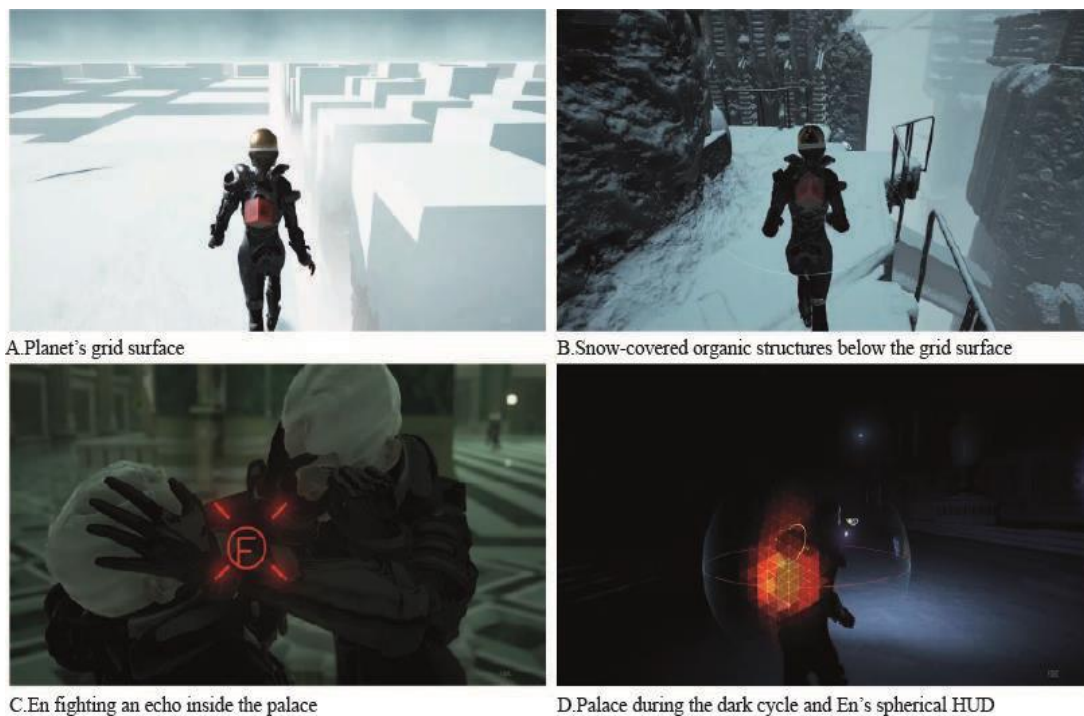 A.Planet's grid surface
B.Snow-covered organic structures below the grid surface
F
C.En fighting an echo inside the palace
D.Palace during the dark cycle and En's spherical HUD